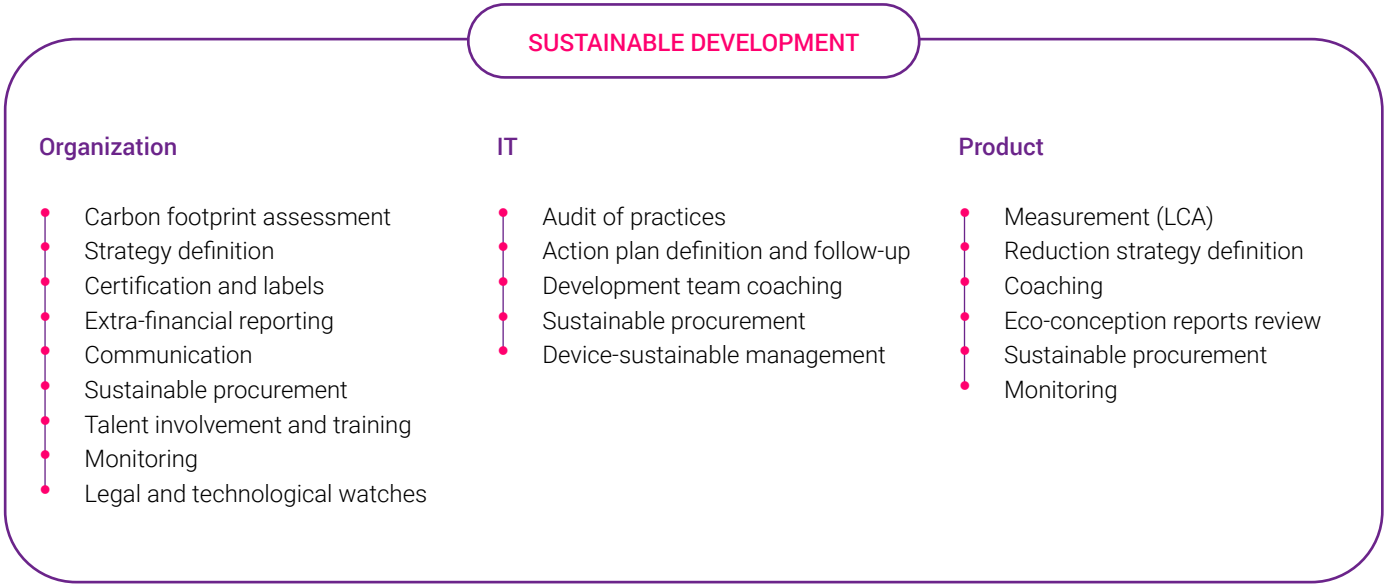 SUSTAINABLE DEVELOPMENT
Organization
Carbon footprint assessment
Strategy definition
Certification and labels
Extra-financial reporting
Communication
Sustainable procurement
Talent involvement and training
Monitoring
Legal and technological watches
IT
Audit of practices
Action plan definition and follow-up
Development team coaching
Sustainable procurement
Device-sustainable management
Product
Measurement (LCA)
Reduction strategy definition
Coaching
Eco-conception reports review
Sustainable procurement
Monitoring